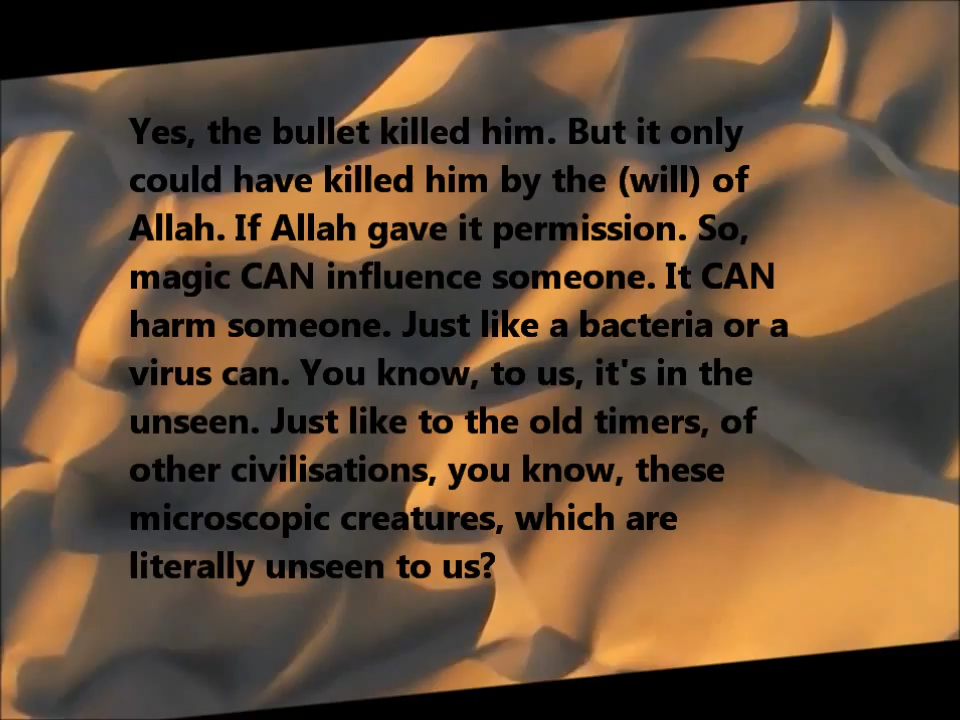 Yes, the bullet killed him. But it only
could have killed him by the (will) of
Allah. If Allah gave it permission. So,
magic CAN influence someone. It CAN
harm someone. Just like a bacteria or a
virus can. You know, to us, it's in the
unseen. Just like to the old timers, of
other civilisations, you know, these
microscopic creatures, which are
literally unseen to us?